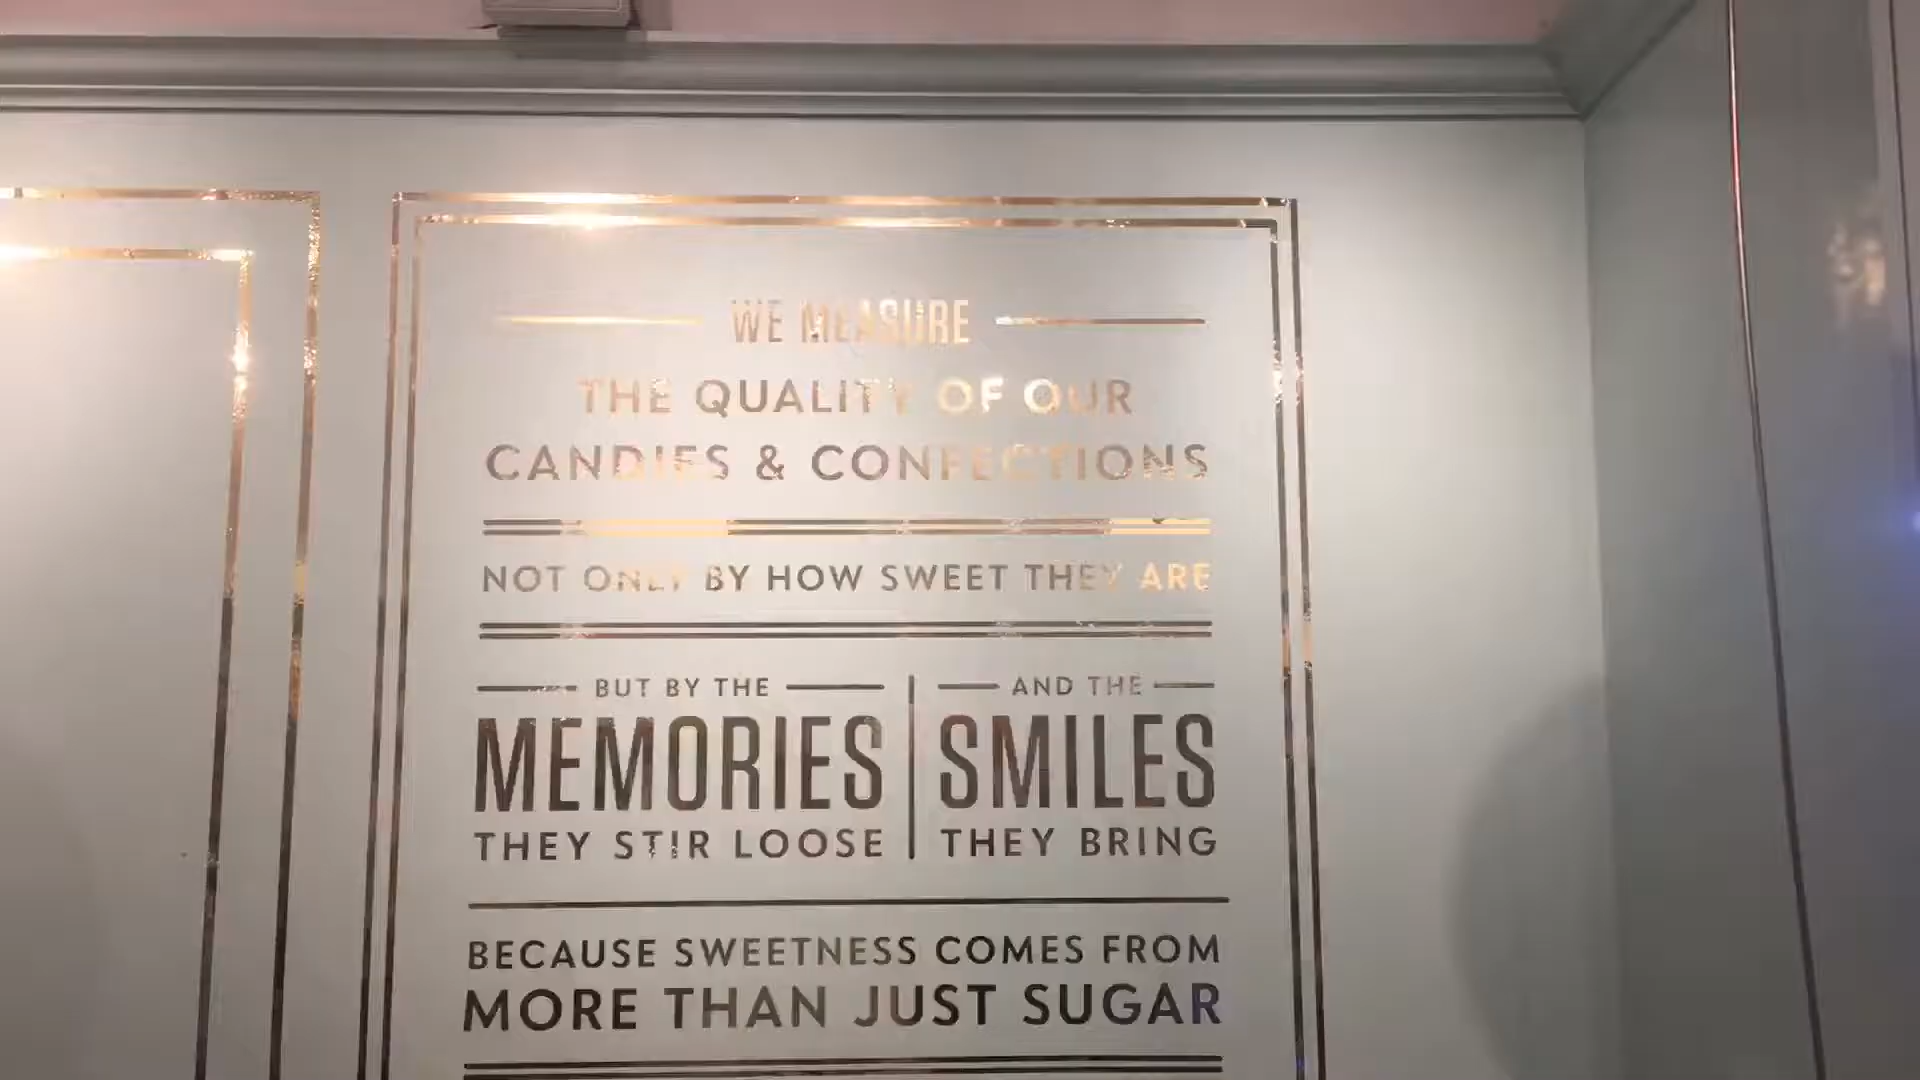 WE MEASURE
THE QUALITY OF OUR
CANDIES & CONFECTIONS
NOT ONLY BY HOW SWEET THEY ARE
BUT BY THE
MEMORIES
THEY STIR LOOSE
AND THE
SMILES
THEY BRING
BECAUSE SWEETNESS COMES FROM
MORE THAN JUST SUGAR